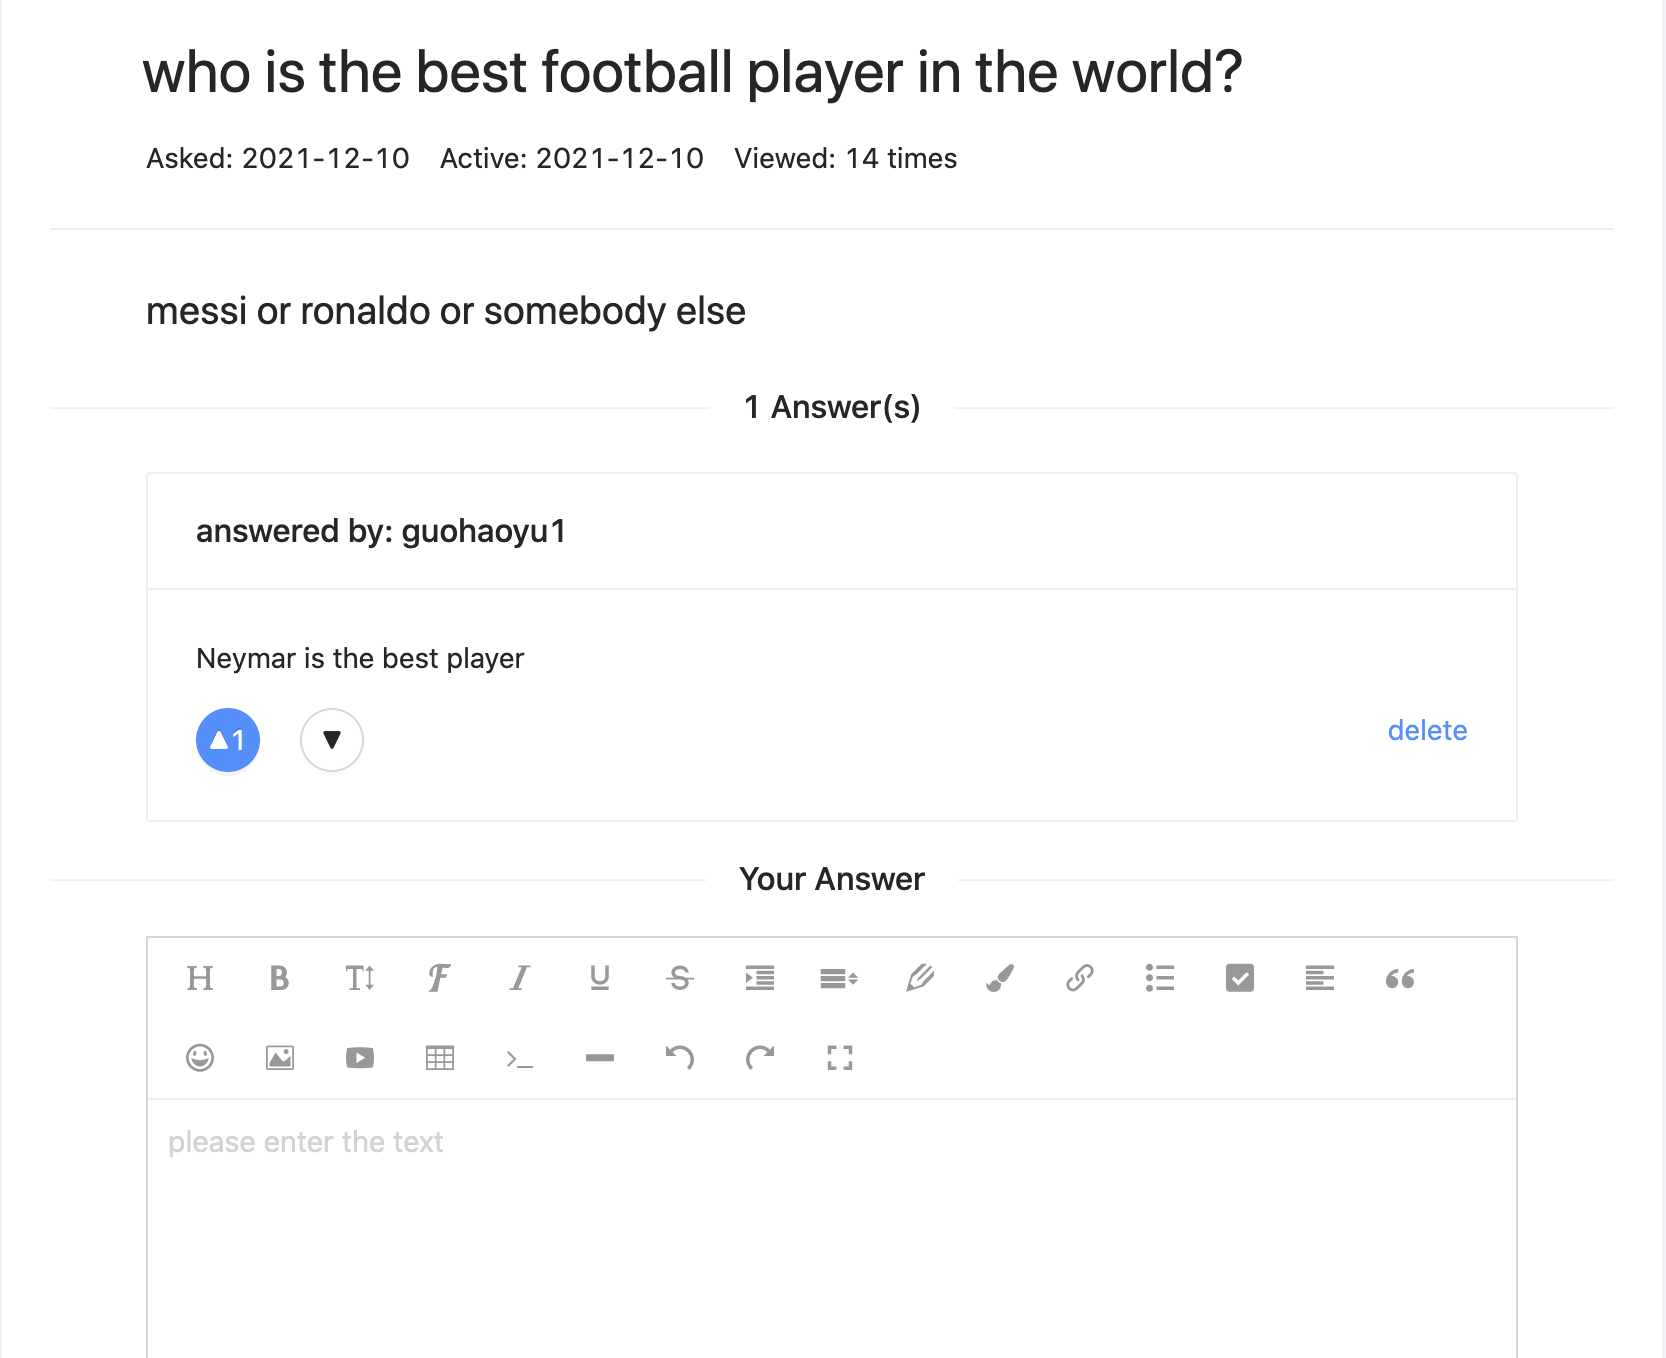 who is the best football player in the world?
Asked: 2021-12-10 Active: 2021-12-10 Viewed: 14 times
messi or ronaldo or somebody else
1 Answer(s)
answered by: guohaoyu1
Neymar is the best player
▲1 ▼ delete
Your Answer
please enter the text